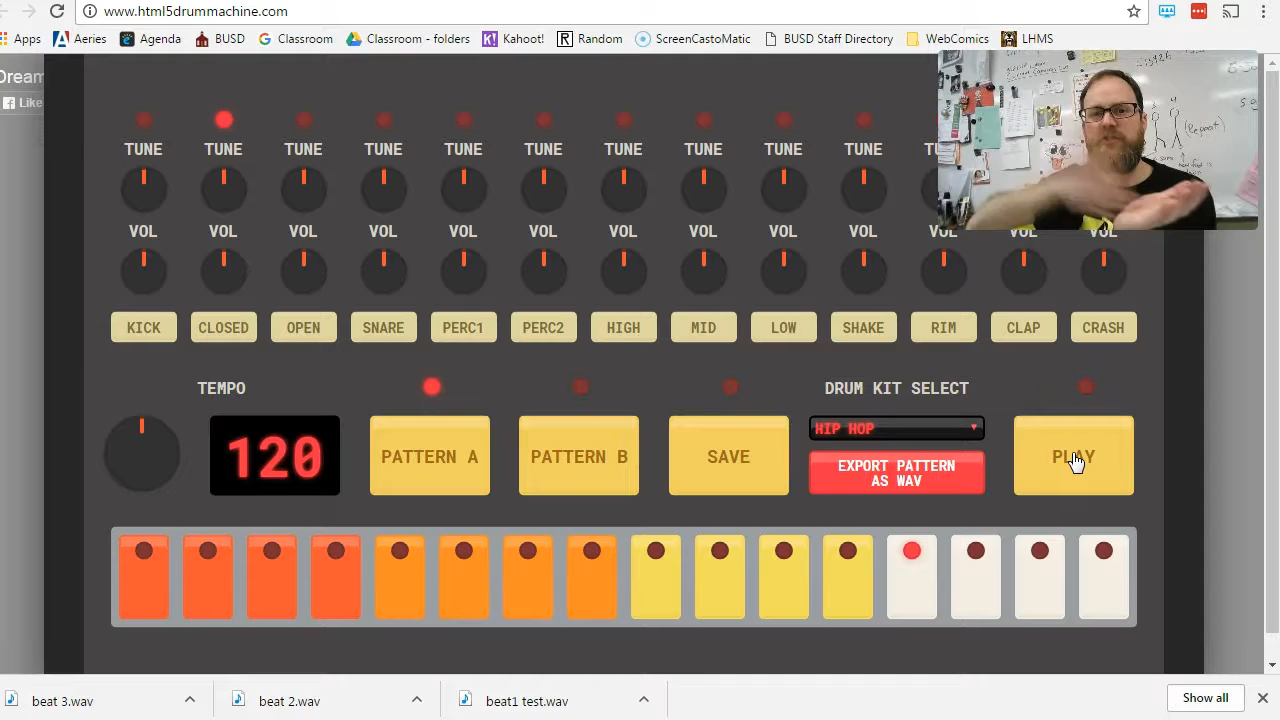 www.html5drummachine.com
Apps Aeries Agenda BUSD Classroom Classroom - folders Kahoot! Random ScreenCastoMatic BUSD Staff Directory WebComics LHMS
Dream
Like
TUNE TUNE TUNE TUNE TUNE TUNE TUNE TUNE TUNE TUNE
(Repeat)
VOL VOL VOL VOL VOL VOL VOL VOL VOL VOL VOL VOL VOL
KICK CLOSED OPEN SNARE PERC1 PERC2 HIGH MID LOW SHAKE RIM CLAP CRASH
TEMPO DRUM KIT SELECT
120 PATTERN A PATTERN B SAVE HIP HOP PLAY
EXPORT PATTERN
AS WAV
beat 3.wav beat 2.wav beat1 test.wav Show all